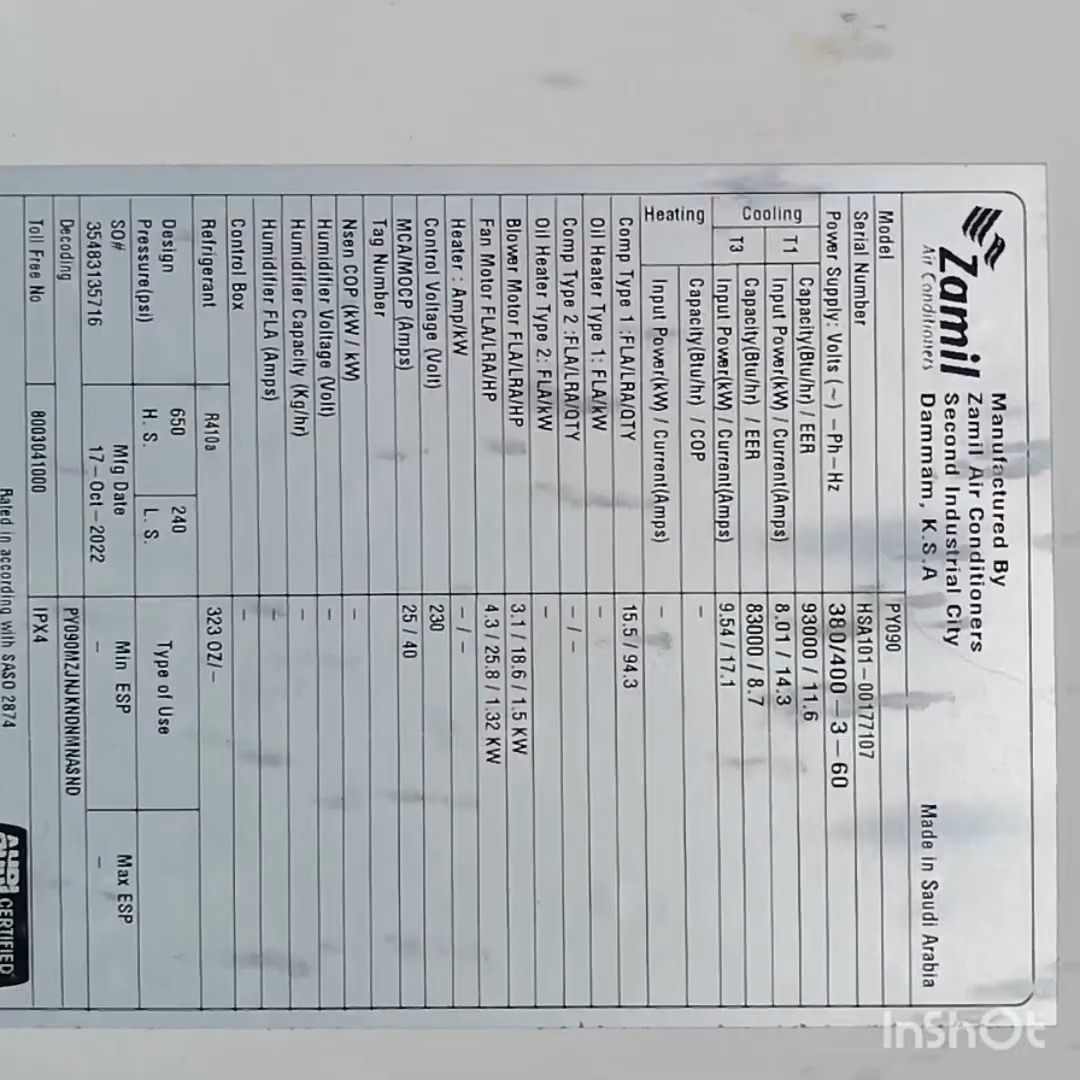 Zamil
Air Conditioners
Manufactured By
Zamil Air Conditioners
Second Industrial City
Dammam, K.S.A
Made in Saudi Arabia
Model PY090
Serial Number HSA101-00177107
Power Supply: Volts (~) -Ph-Hz 380/400-3-60
Cooling
T1
Capacity(Btu/hr) / EER 93000 / 11.6
Input Power(kW) / Current(Amps) 8.01 / 14.3
T3
Capacity(Btu/hr) / EER 83000 / 8.7
Input Power(kW) / Current(Amps) 9.54 / 17.1
Heating
Capacity(Btu/hr) / COP –
Input Power(kW) / Current(Amps) –
Comp Type 1 :FLA/LRA/QTY 15.5 / 94.3
Oil Heater Type 1: FLA/kW –
Comp Type 2 :FLA/LRA/QTY – / –
Oil Heater Type 2: FLA/kW –
Blower Motor FLA/LRA/HP 3.1 / 18.6 / 1.5 KW
Fan Motor FLA/LRA/HP 4.3 / 25.8 / 1.32 KW
Heater : Amp/kW – / –
Control Voltage (Volt) 230
MCA/MOCP (Amps) 25 / 40
Tag Number
Nsen COP (kW / kW) –
Humidifier Voltage (Volt) –
Humidifier Capacity (Kg/hr) –
Humidifier FLA (Amps) –
Control Box –
Refrigerant R410a 323 OZ/–
Design 650 240 Type of Use
Pressure(psi) H. S. L. S.
SO# Mfg Date Min ESP Max ESP
3548313571​6 17-Oct-2022 – –
Decoding PY090MZJNJKNDNMNASND
Toll Free No 8003041000 IPX4
Rated in according with SASO 2874
AHRI CERTIFIED
InShOt